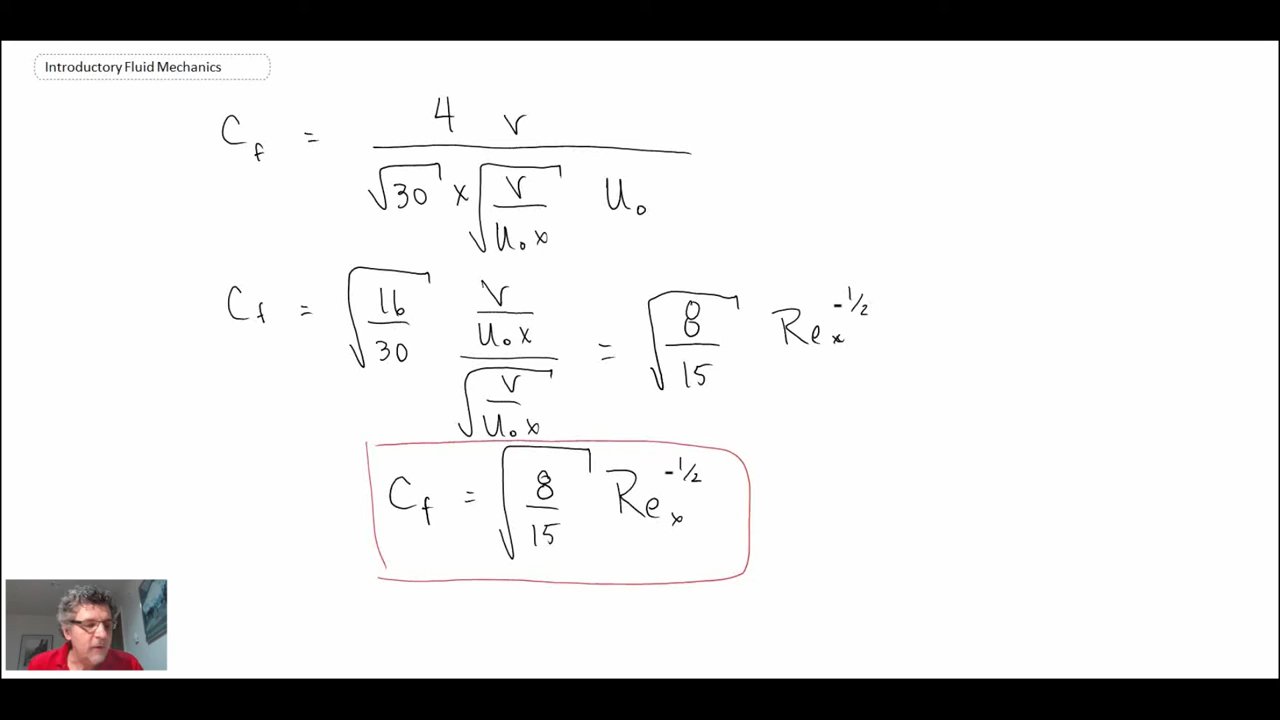 Introductory Fluid Mechanics
C_f = 4 ν / (√30 x √(ν / U₀x) U₀)
C_f = √(16/30) (ν / U₀x) / √(ν / U₀x) = √(8/15) Re_x^(-1/2)
C_f = √(8/15) Re_x^(-1/2)